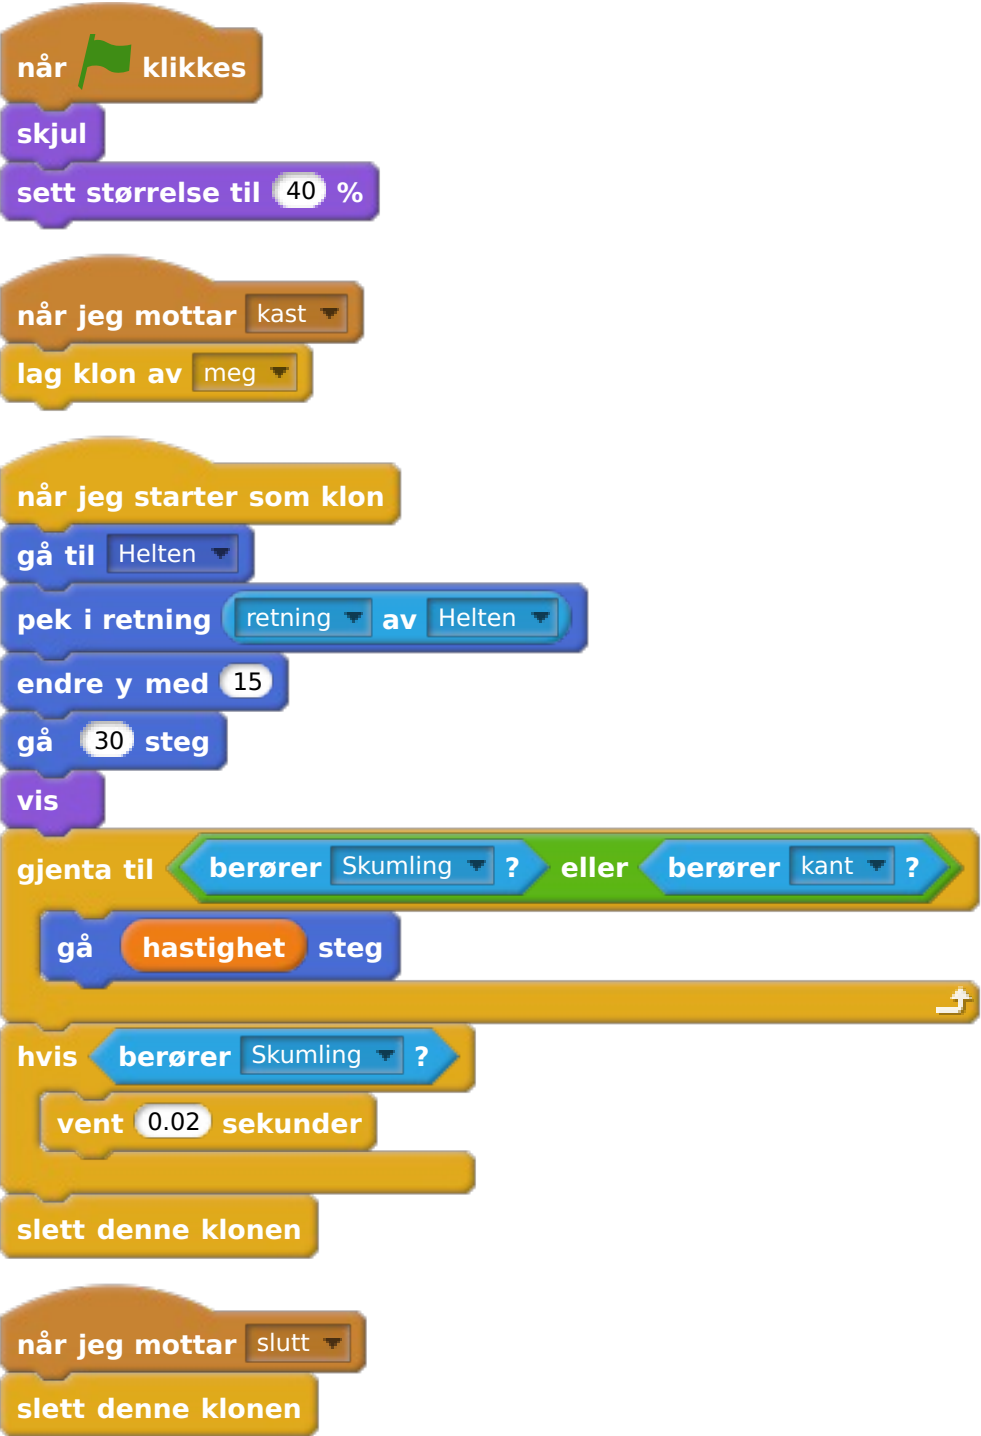 når klikkes
skjul
sett størrelse til 40 %
når jeg mottar kast
lag klon av meg
når jeg starter som klon
gå til Helten
pek i retning retning av Helten
endre y med 15
gå 30 steg
vis
gjenta til berører Skumling ? eller berører kant ?
gå hastighet steg
hvis berører Skumling ?
vent 0.02 sekunder
slett denne klonen
når jeg mottar slutt
slett denne klonen